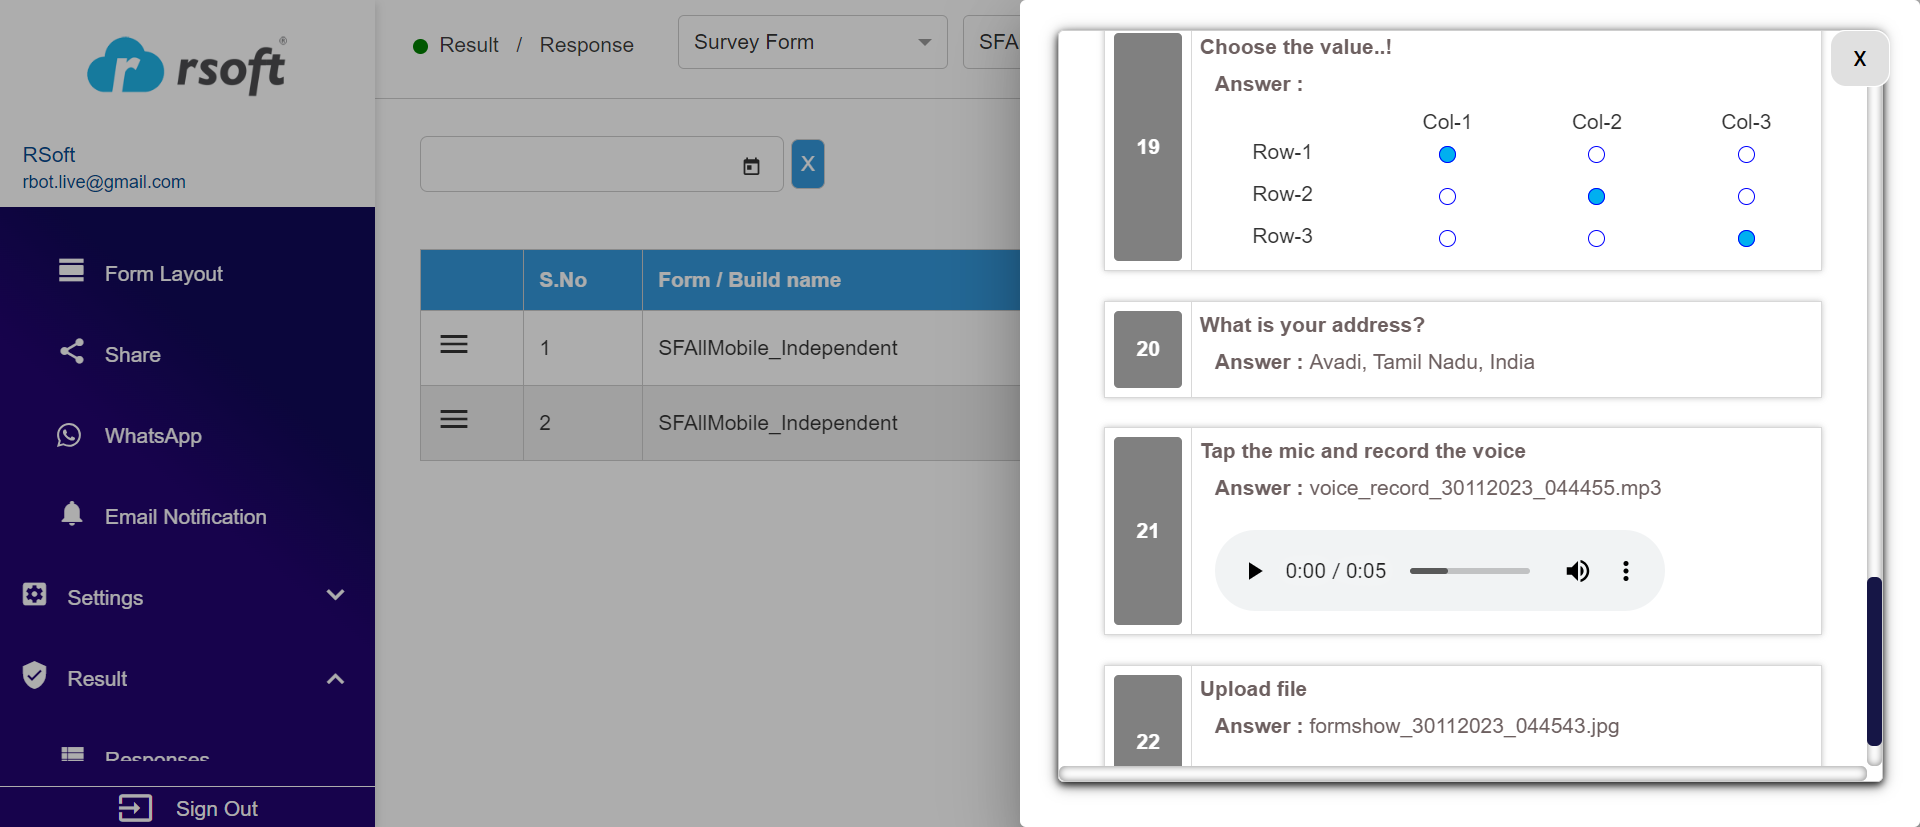 rsoft
®
RSoft
rbot.live@gmail.com
Form Layout
Share
WhatsApp
Email Notification
Settings
Result
Responses
Sign Out
Result / Response
Survey Form
SFA
X
S.No
Form / Build name
1
SFAllMobile_Independent
2
SFAllMobile_Independent
X
19
Choose the value..!
Answer :
Col-1 Col-2 Col-3
Row-1
Row-2
Row-3
20
What is your address?
Answer : Avadi, Tamil Nadu, India
21
Tap the mic and record the voice
Answer : voice_record_30112023_044455.mp3
0:00 / 0:05
22
Upload file
Answer : formshow_30112023_044543.jpg